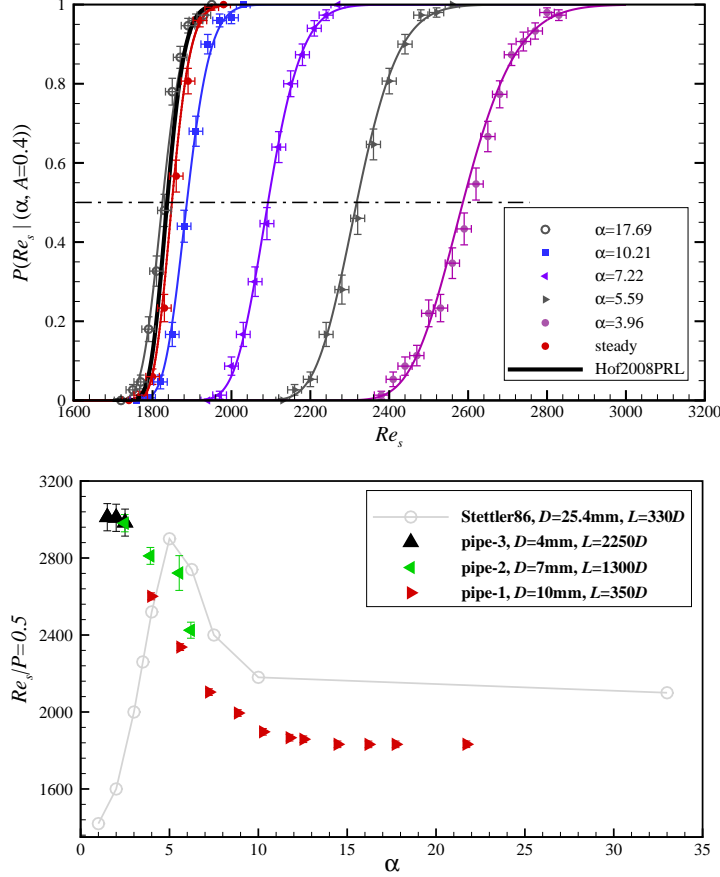 P(Re_s | (α, A=0.4))
1
0.8
0.6
0.4
0.2
0
1600 1800 2000 2200 2400 2600 2800 3000 3200
Re_s
α=17.69
α=10.21
α=7.22
α=5.59
α=3.96
steady
Hof2008PRL
Re_s/P=0.5
3200
2800
2400
2000
1600
0 5 10 15 20 25 30 35
α
Stettler86, D=25.4mm, L=330D
pipe-3, D=4mm, L=2250D
pipe-2, D=7mm, L=1300D
pipe-1, D=10mm, L=350D